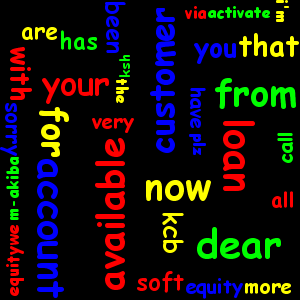 been
customer
via activate
i'm
are
has
you that
with
your
ksh
the
have plz
from
sorry
for
very
loan
call
m-akiba
account
available
now
all
kcb
dear
equity we
soft equity more